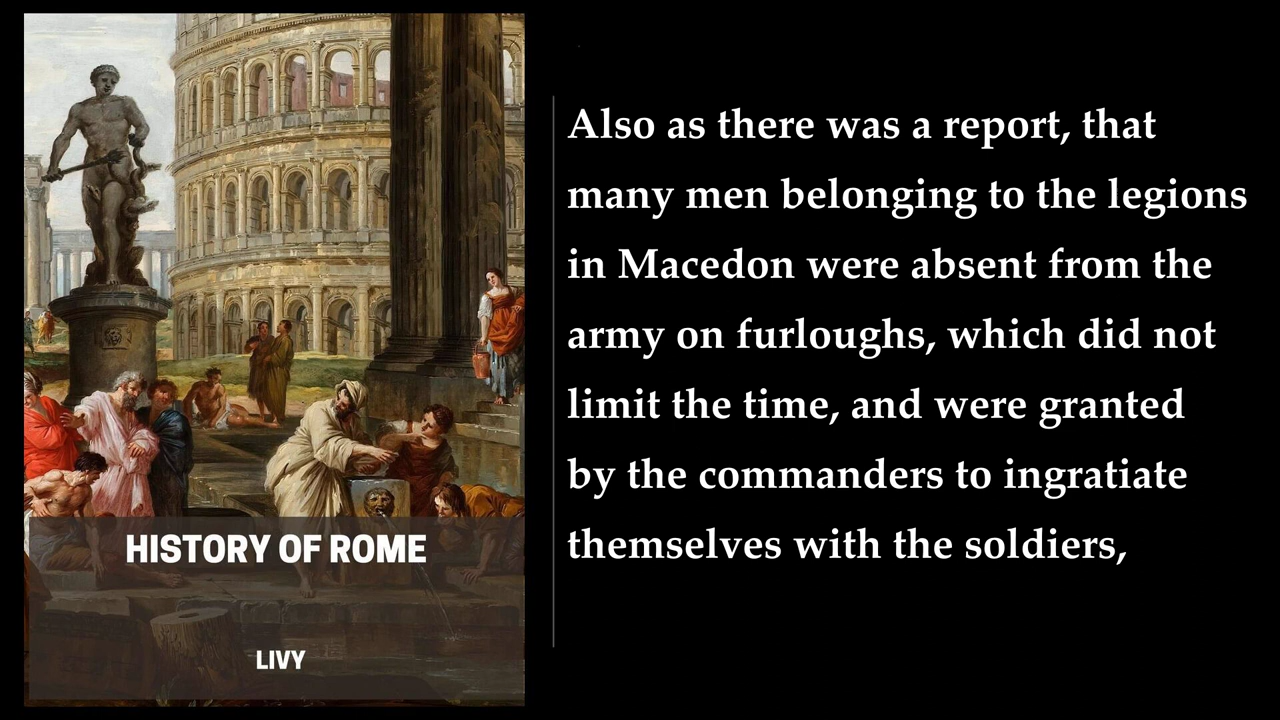 HISTORY OF ROME
LIVY
Also as there was a report, that
many men belonging to the legions
in Macedon were absent from the
army on furloughs, which did not
limit the time, and were granted
by the commanders to ingratiate
themselves with the soldiers,